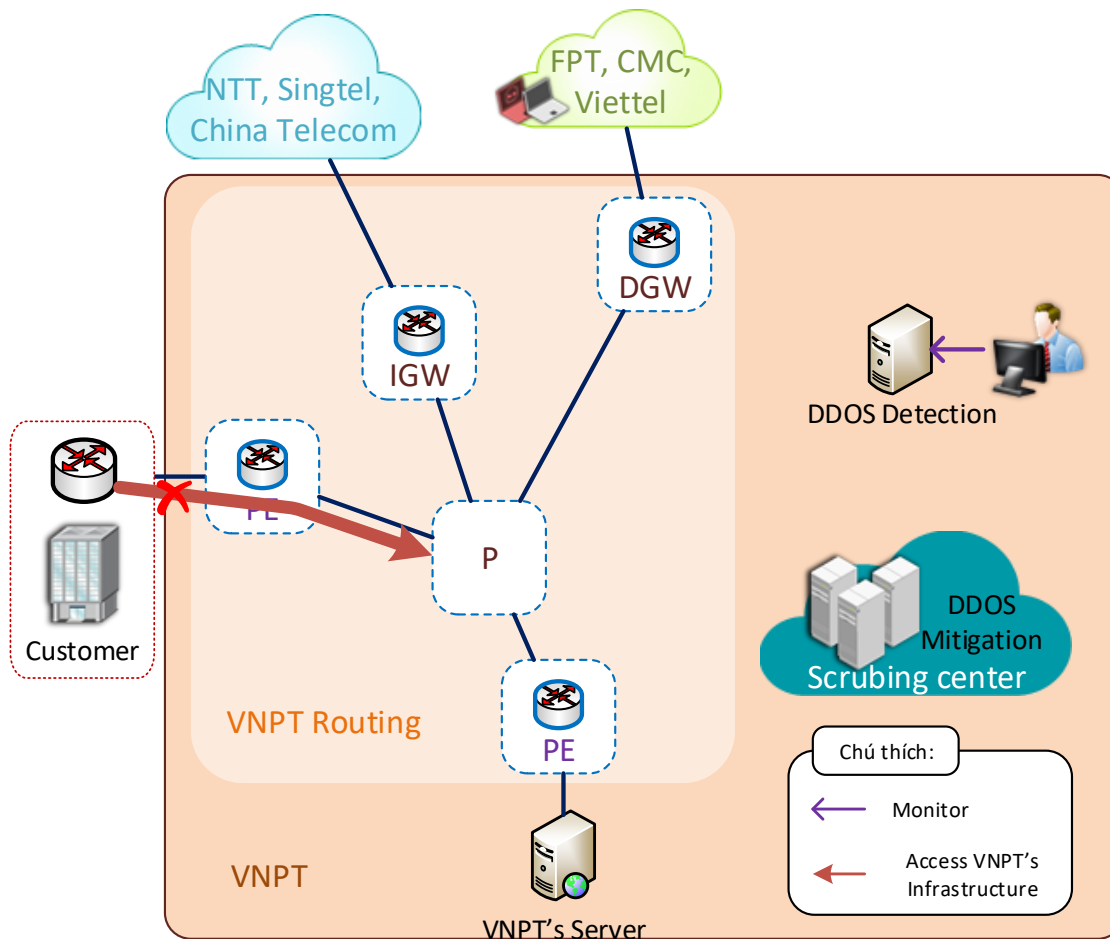 NTT, Singtel,
China Telecom
FPT, CMC,
Viettel
DGW
IGW
DDOS Detection
PE
P
Customer
DDOS
Mitigation
Scrubing center
VNPT Routing
PE
Chú thích:
Monitor
Access VNPT's
Infrastructure
VNPT
VNPT's Server